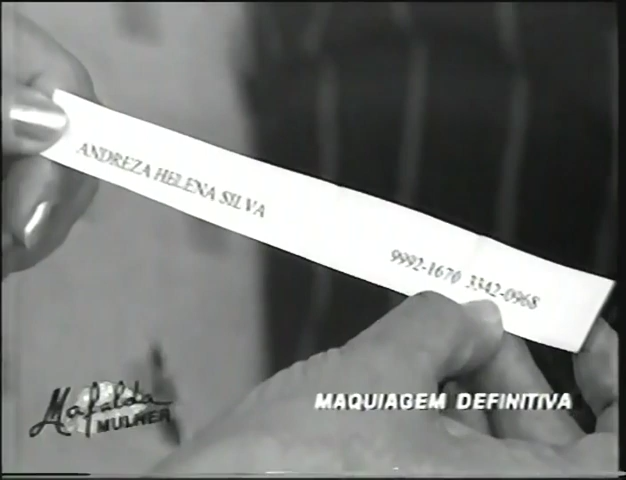 ANDREZA HELENA SILVA
9992-1670 3342-0968
Mafalda
MULHER
MAQUIAGEM DEFINITIVA